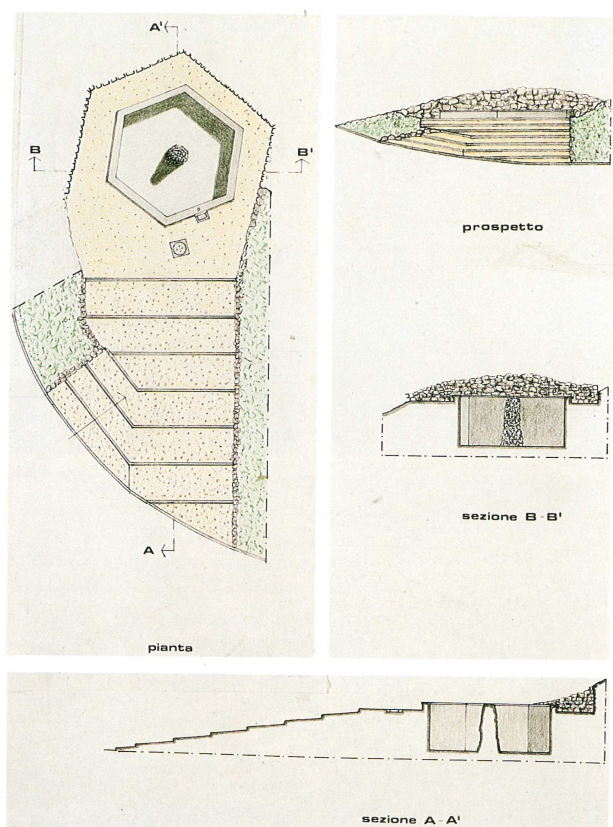 A'
B
B'
A
pianta
prospetto
sezione B-B'
sezione A-A'